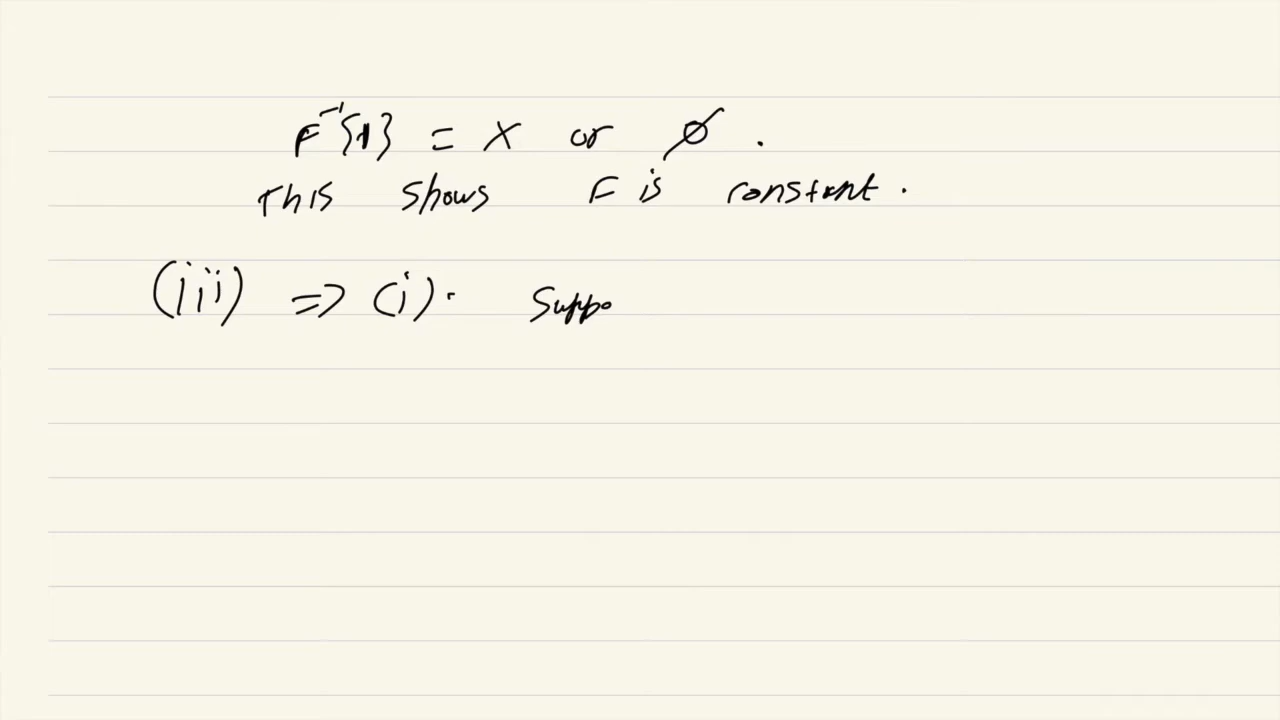 F⁻¹{1} = X or ∅ .
This shows F is constant .
(iii) => (i). Suppo